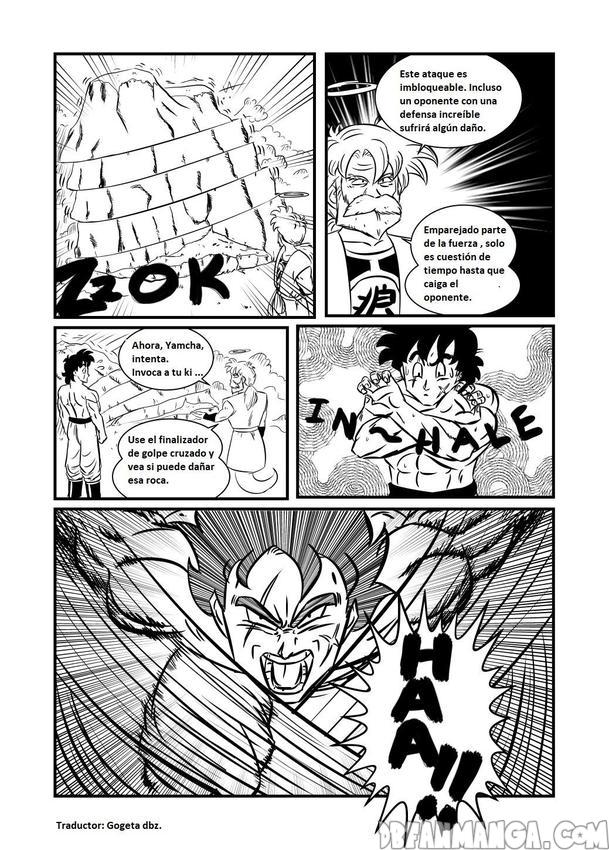 Este ataque es
imbloqueable. Incluso
un oponente con una
defensa increíble
sufrirá algún daño.
Emparejado parte
de la fuerza , solo
es cuestión de
tiempo hasta que
caiga el
oponente.
狼
ZZOK
Ahora, Yamcha,
intenta.
Invoca a tu ki ...
Use el finalizador
de golpe cruzado y
vea si puede dañar
esa roca.
IN~HALE
HAA!!
Traductor: Gogeta dbz.
DBFANMANGA.COM